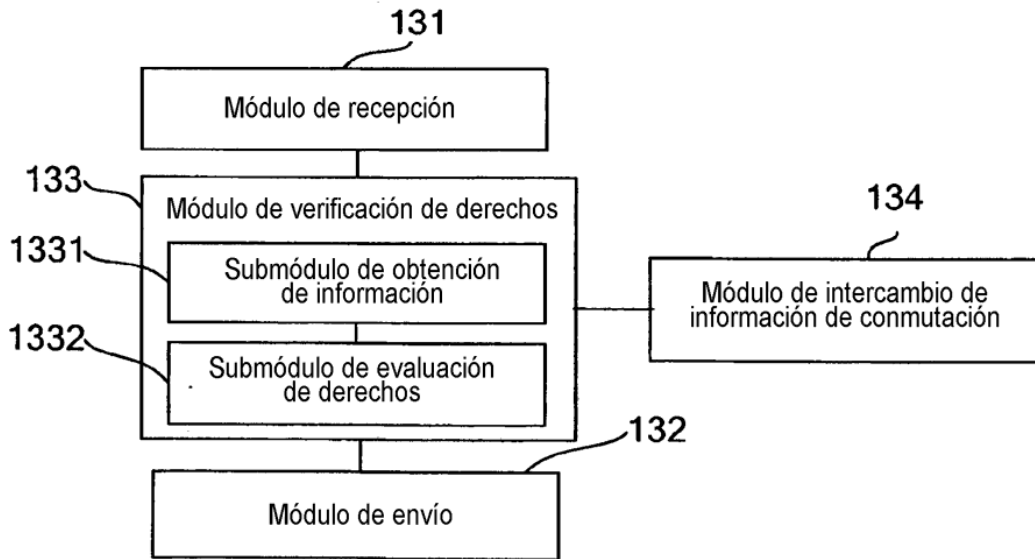 131
Módulo de recepción
133
Módulo de verificación de derechos
134
1331
Submódulo de obtención
de información
Módulo de intercambio de
información de conmutación
1332
Submódulo de evaluación
de derechos
132
Módulo de envío